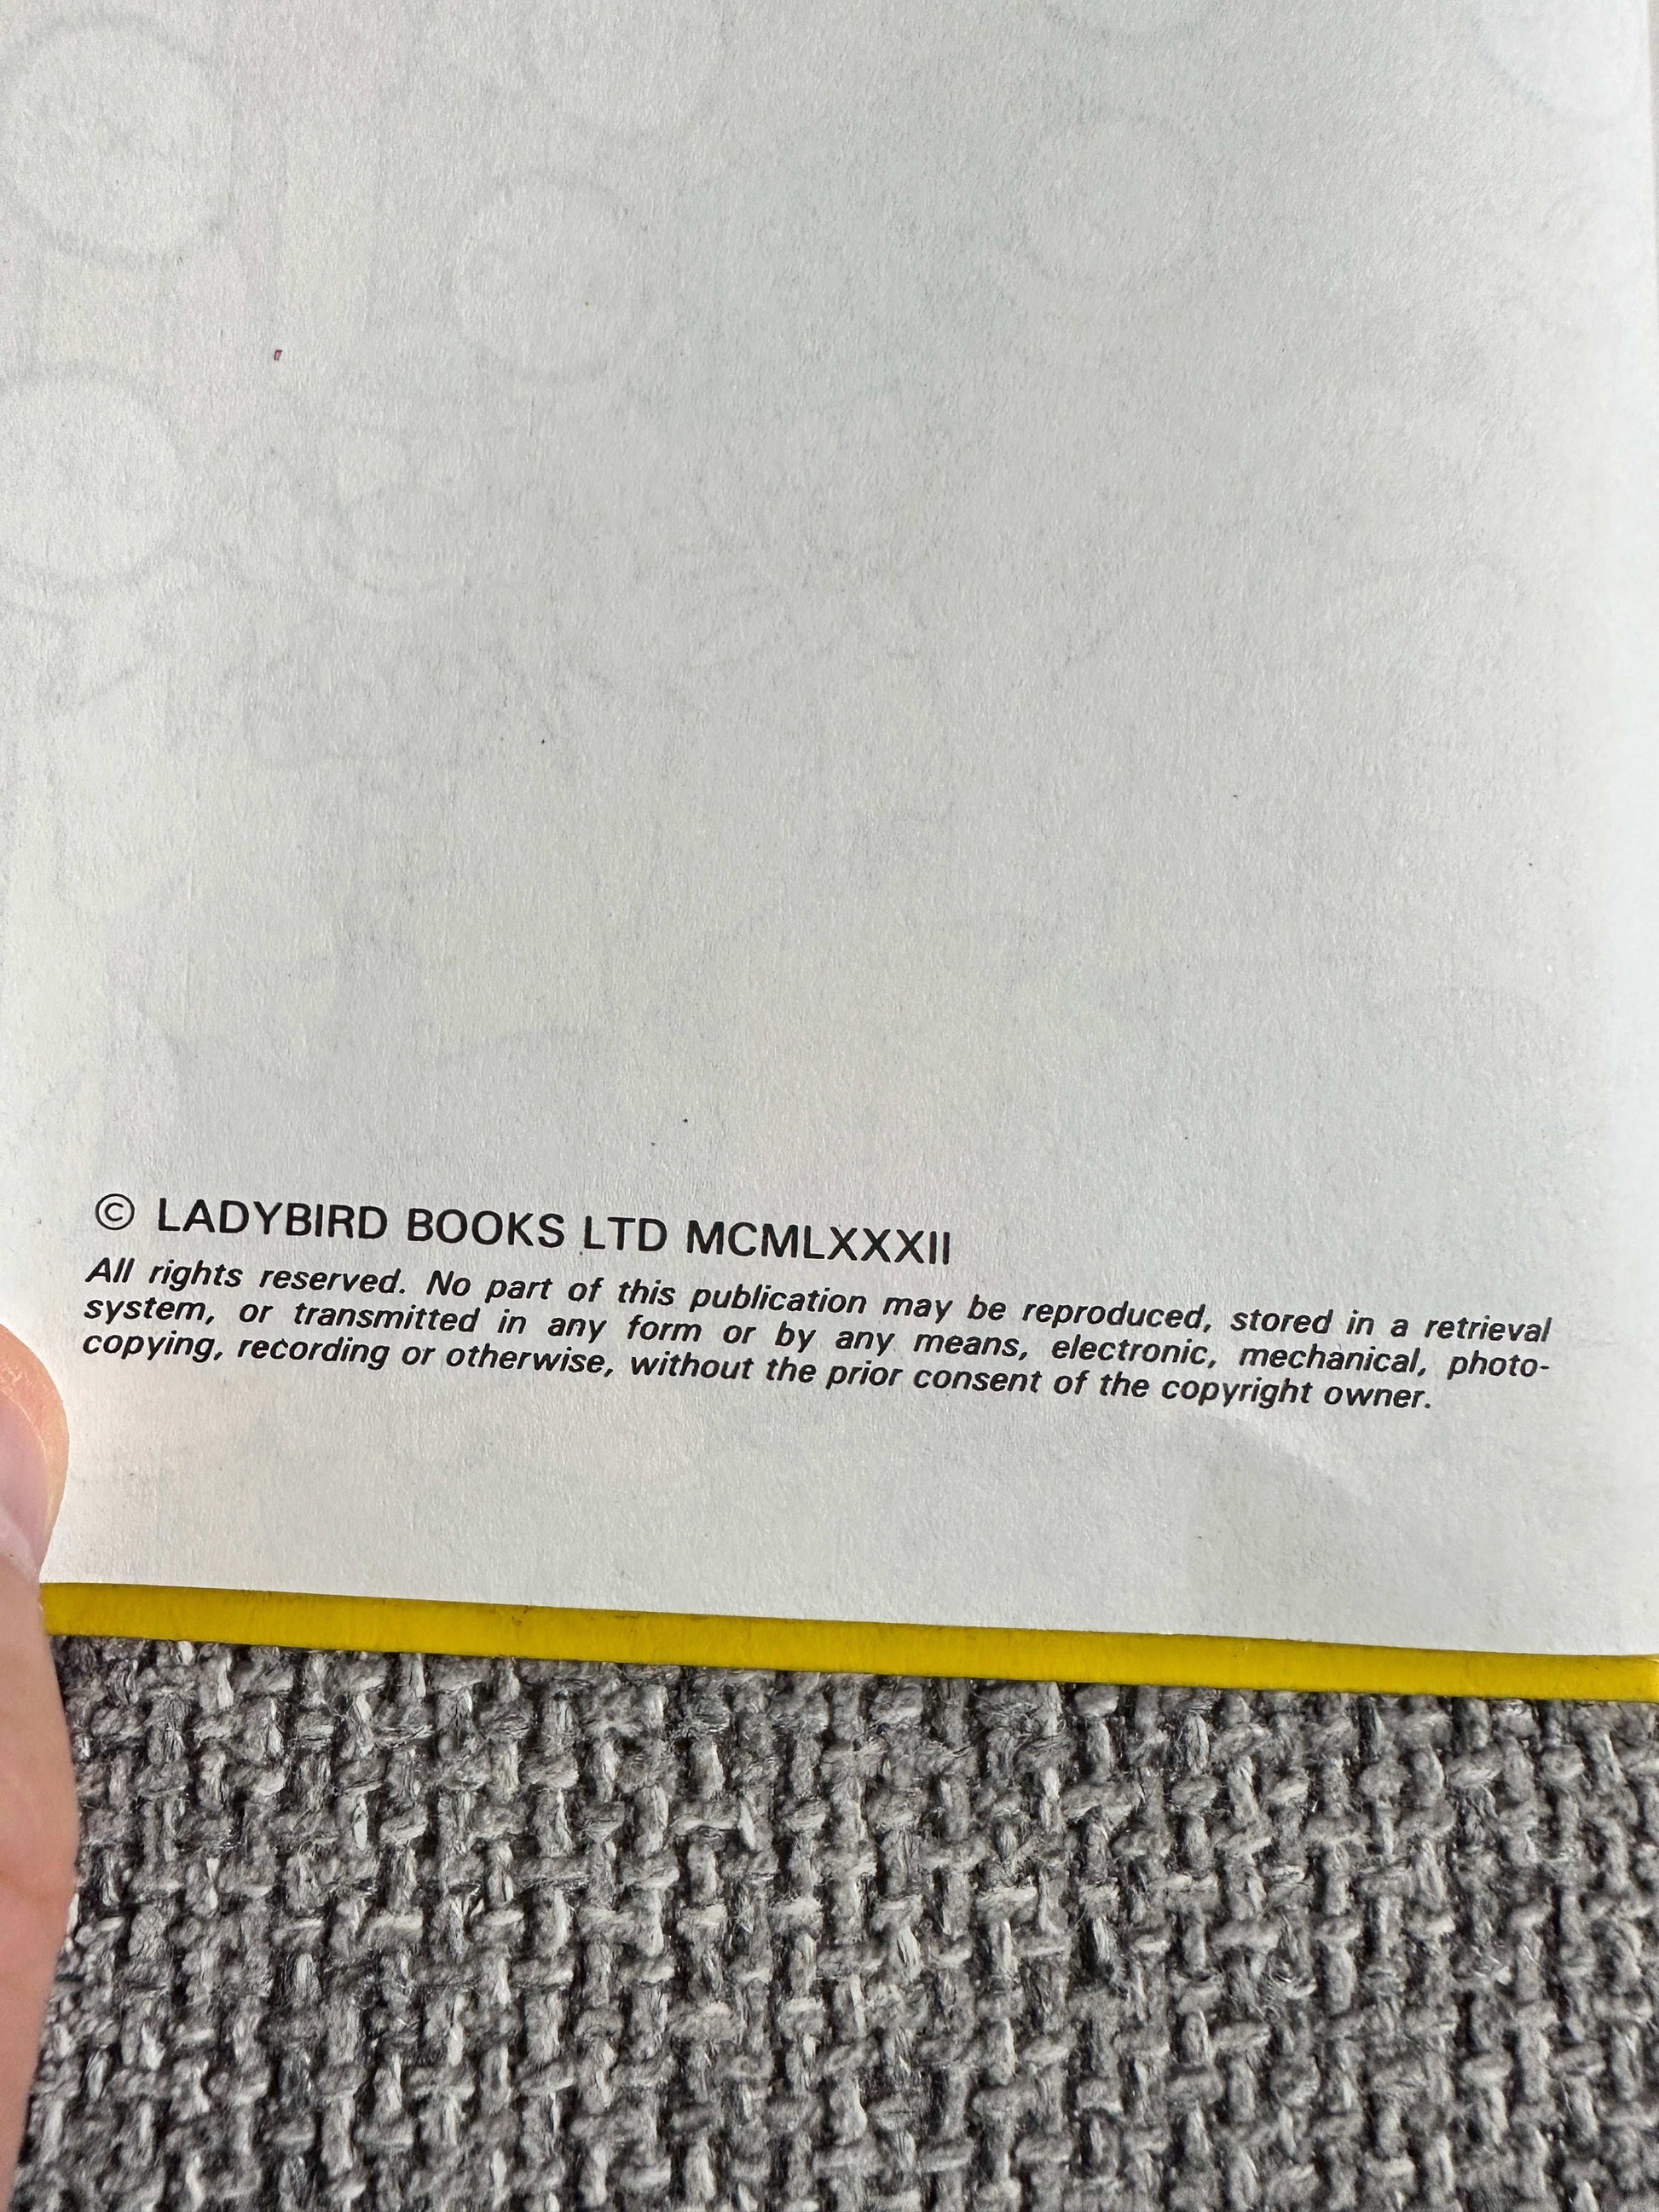 © LADYBIRD BOOKS LTD MCMLXXXII
All rights reserved. No part of this publication may be reproduced, stored in a retrieval
system, or transmitted in any form or by any means, electronic, mechanical, photo-
copying, recording or otherwise, without the prior consent of the copyright owner.